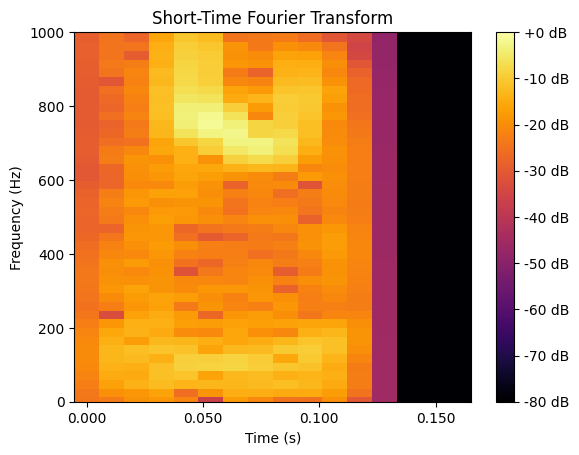 Short-Time Fourier Transform
1000
800
600
400
200
0
Frequency (Hz)
0.000
0.050
0.100
0.150
Time (s)
+0 dB
-10 dB
-20 dB
-30 dB
-40 dB
-50 dB
-60 dB
-70 dB
-80 dB